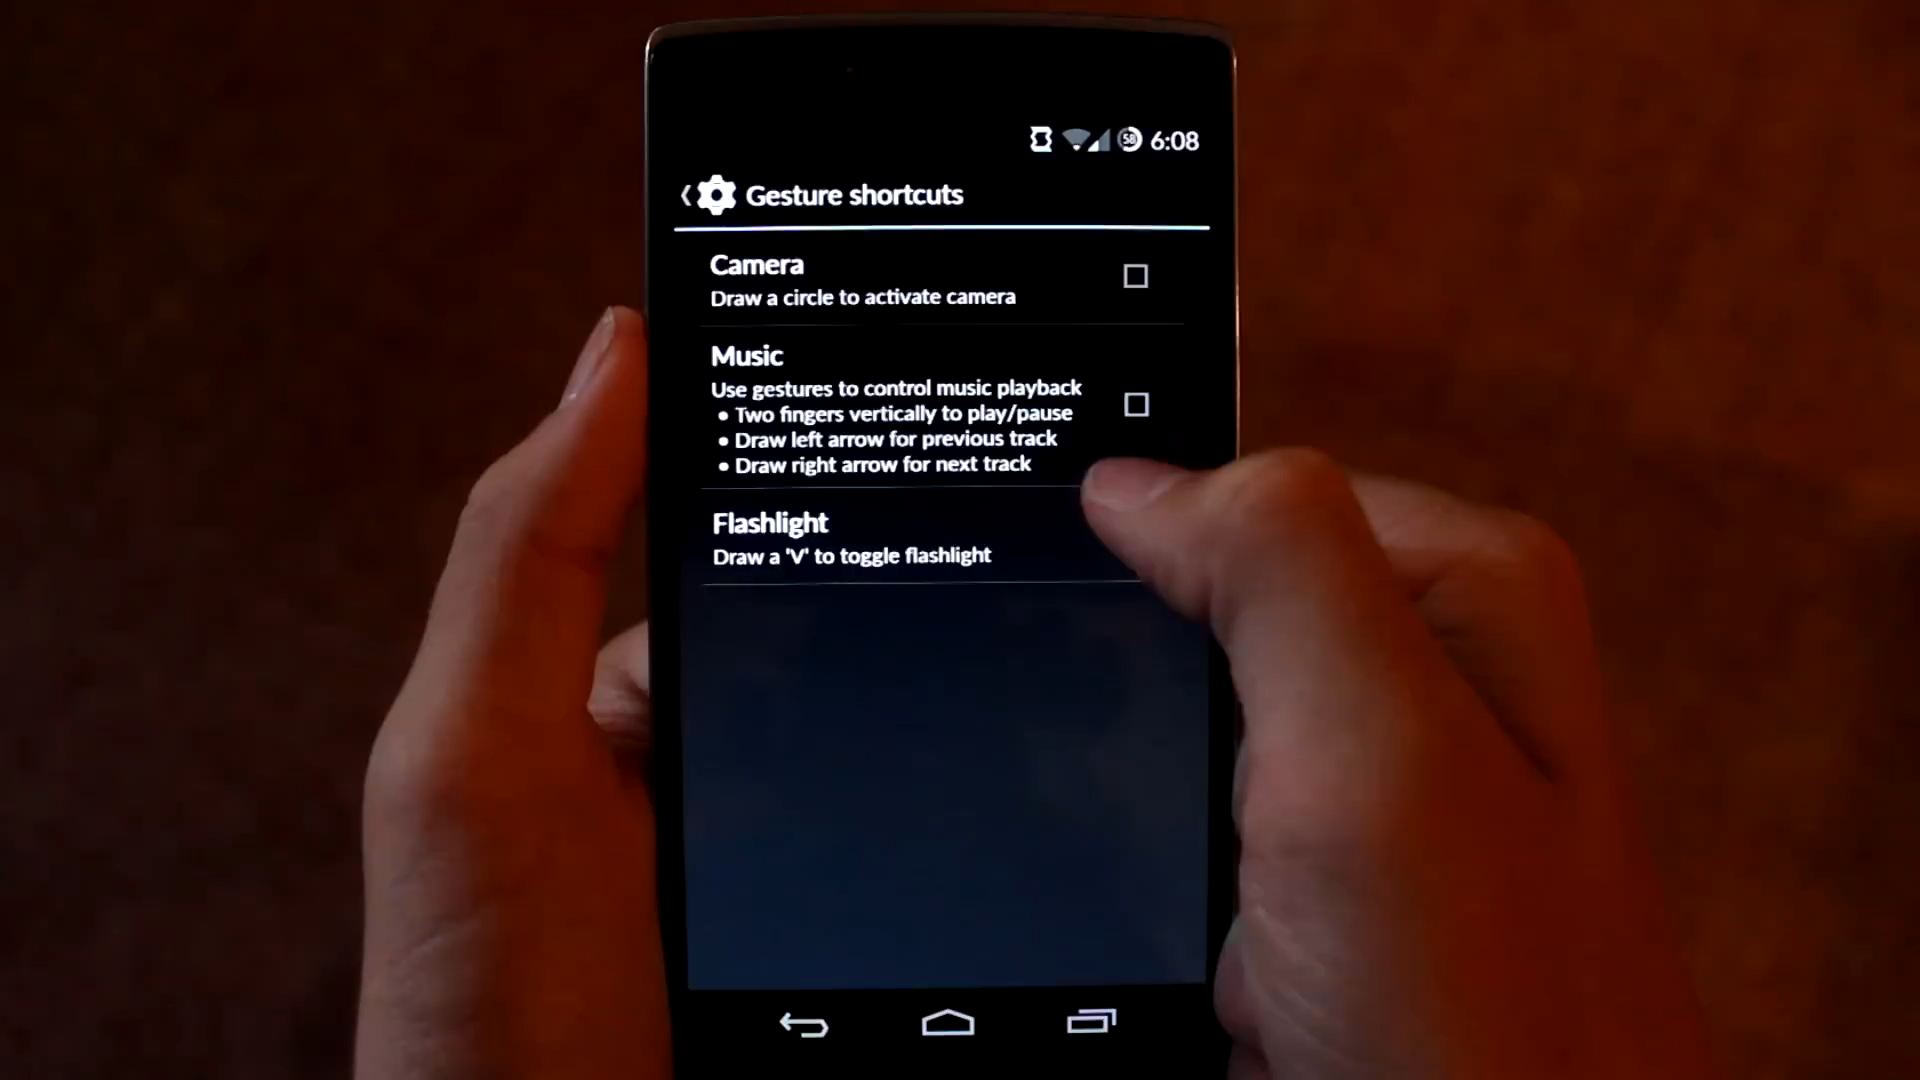 58 6:08
Gesture shortcuts
Camera
Draw a circle to activate camera
Music
Use gestures to control music playback
• Two fingers vertically to play/pause
• Draw left arrow for previous track
• Draw right arrow for next track
Flashlight
Draw a 'V' to toggle flashlight